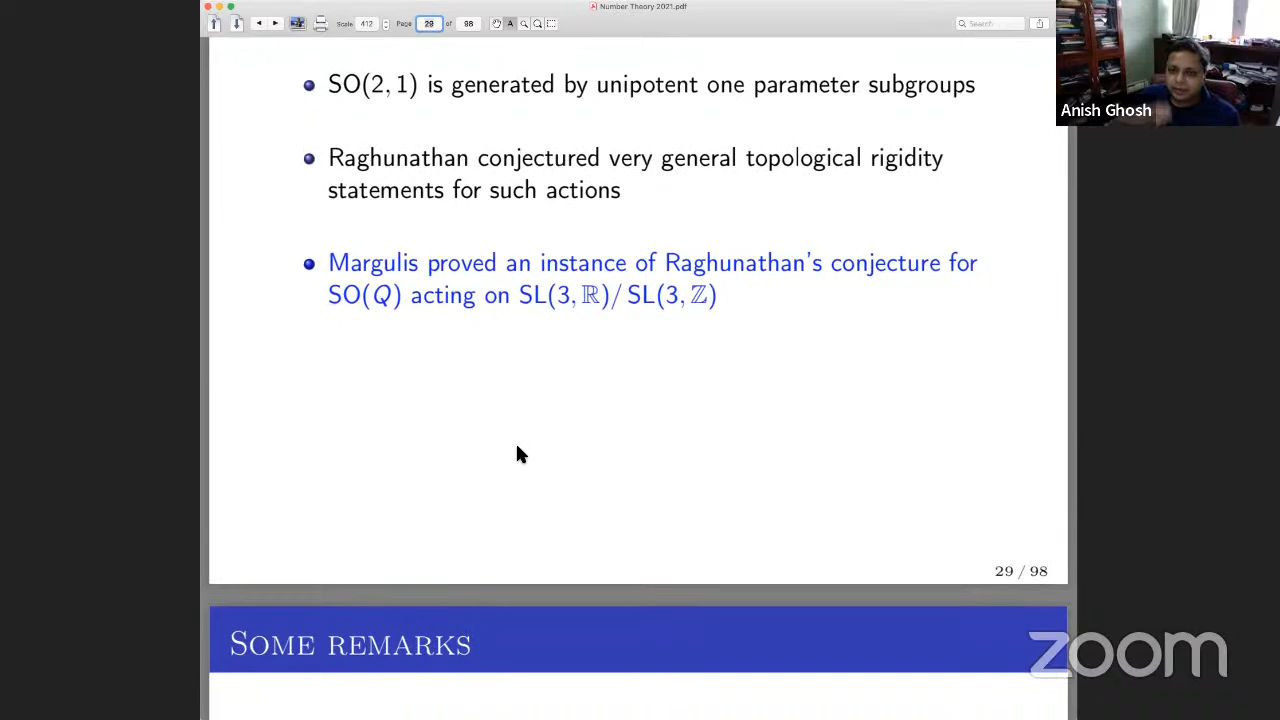 Number Theory 2021.pdf
Scale 412 Page 29 of 98 Search
Anish Ghosh
SO(2, 1) is generated by unipotent one parameter subgroups
Raghunathan conjectured very general topological rigidity
statements for such actions
Margulis proved an instance of Raghunathan's conjecture for
SO(Q) acting on SL(3, ℝ)/ SL(3, ℤ)
29 / 98
SOME REMARKS
zoom